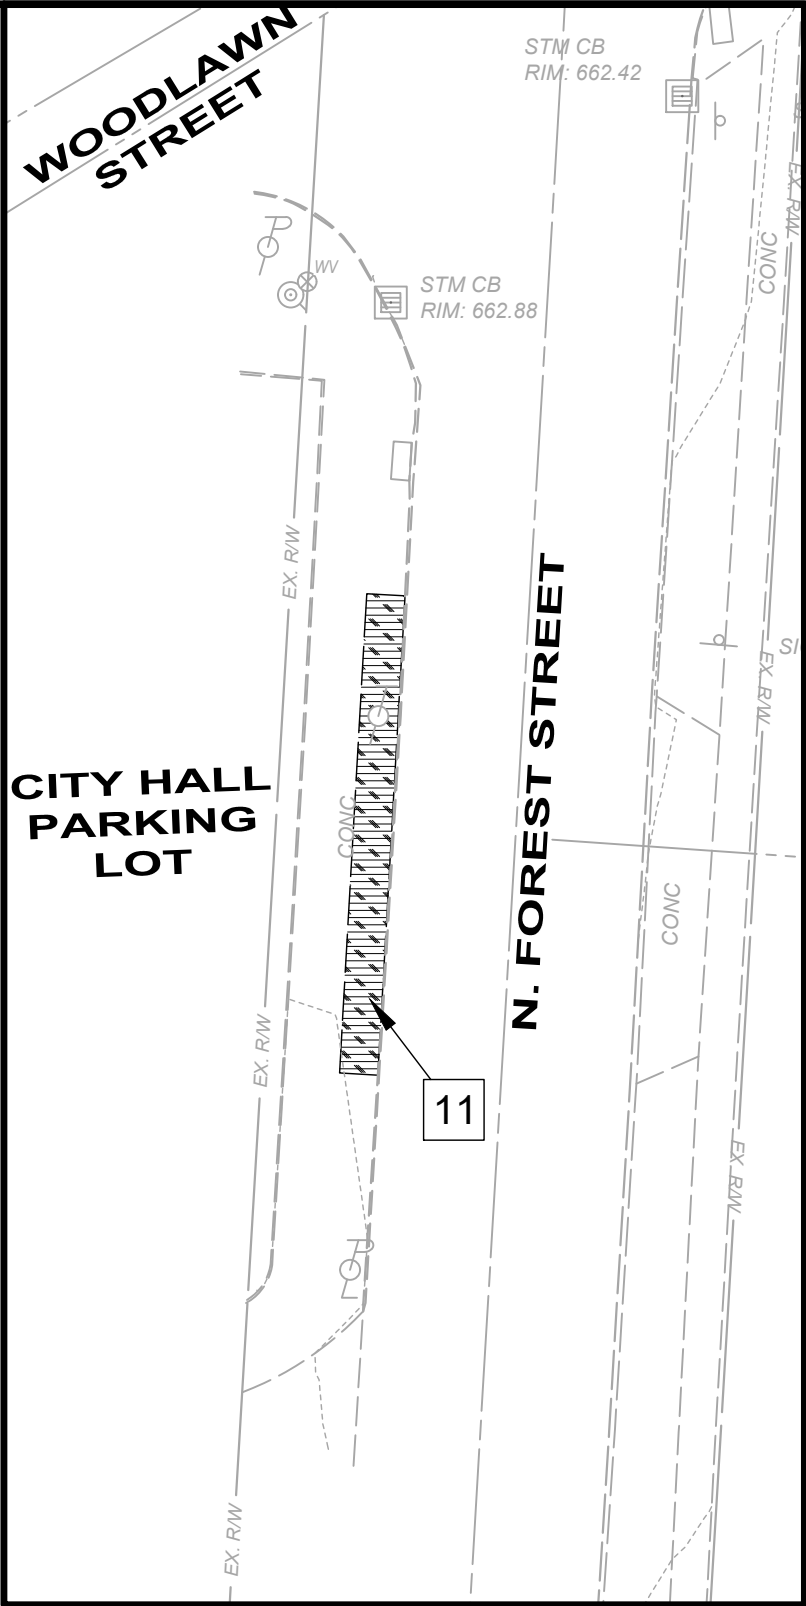 WOODLAWN
STREET
STM CB
RIM: 662.42
STM CB
RIM: 662.88
WV
CONC
EX. R/W
EX. R/W
EX. R/W
CITY HALL
PARKING
LOT
CONC
N. FOREST STREET
CONC
EX. R/W
11
EX. R/W
EX. R/W